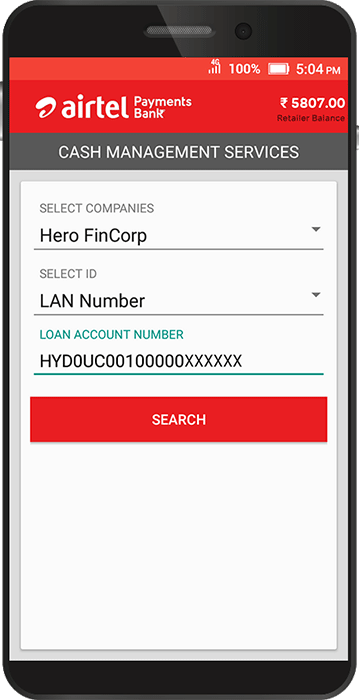 4G
100% 5:04 PM
airtel Payments Bank
₹ 5807.00
Retailer Balance
CASH MANAGEMENT SERVICES
SELECT COMPANIES
Hero FinCorp
SELECT ID
LAN Number
LOAN ACCOUNT NUMBER
HYD0UC00100000XXXXXX
SEARCH